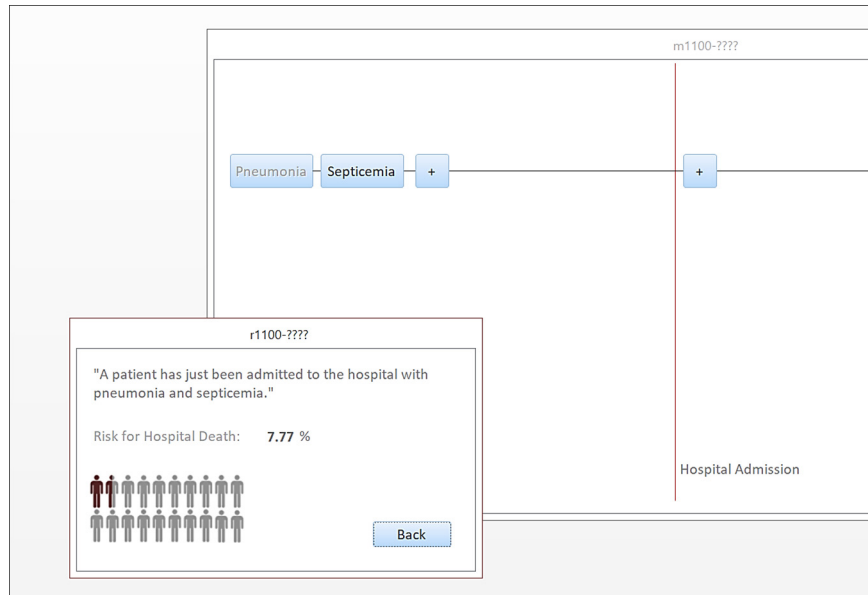 m1100-????
Pneumonia Septicemia + +
r1100-????
"A patient has just been admitted to the hospital with
pneumonia and septicemia."
Risk for Hospital Death: 7.77 %
Hospital Admission
Back